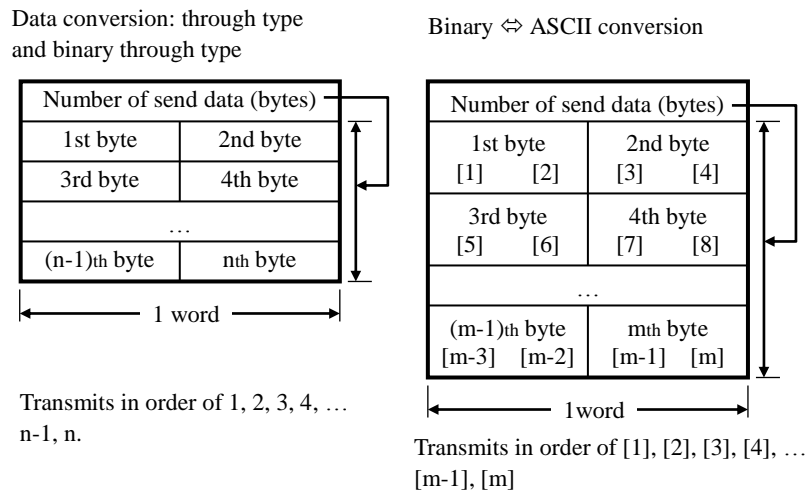 Data conversion: through type
and binary through type
Number of send data (bytes)
1st byte 2nd byte
3rd byte 4th byte
…
(n-1)th byte nth byte
1 word
Transmits in order of 1, 2, 3, 4, …
n-1, n.
Binary ⇔ ASCII conversion
Number of send data (bytes)
1st byte 2nd byte
[1] [2] [3] [4]
3rd byte 4th byte
[5] [6] [7] [8]
…
(m-1)th byte mth byte
[m-3] [m-2] [m-1] [m]
1word
Transmits in order of [1], [2], [3], [4], …
[m-1], [m]